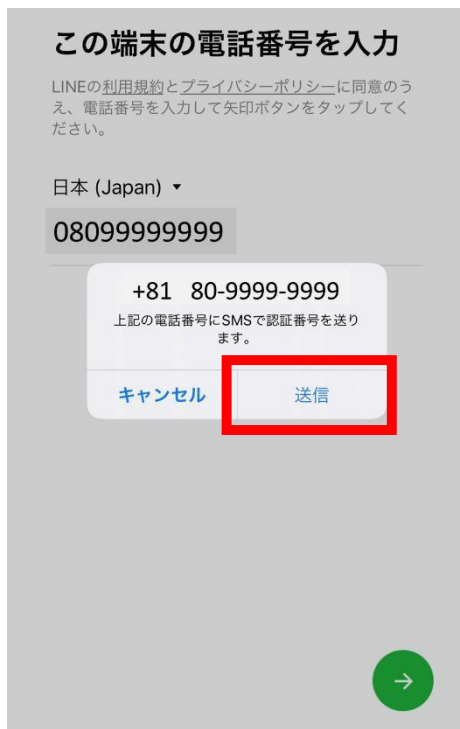 この端末の電話番号を入力
LINEの利用規約とプライバシーポリシーに同意のう
え、電話番号を入力して矢印ボタンをタップしてく
ださい。
日本 (Japan) ▾
08099999999
+81 80-9999-9999
上記の電話番号にSMSで認証番号を送り
ます。
キャンセル
送信